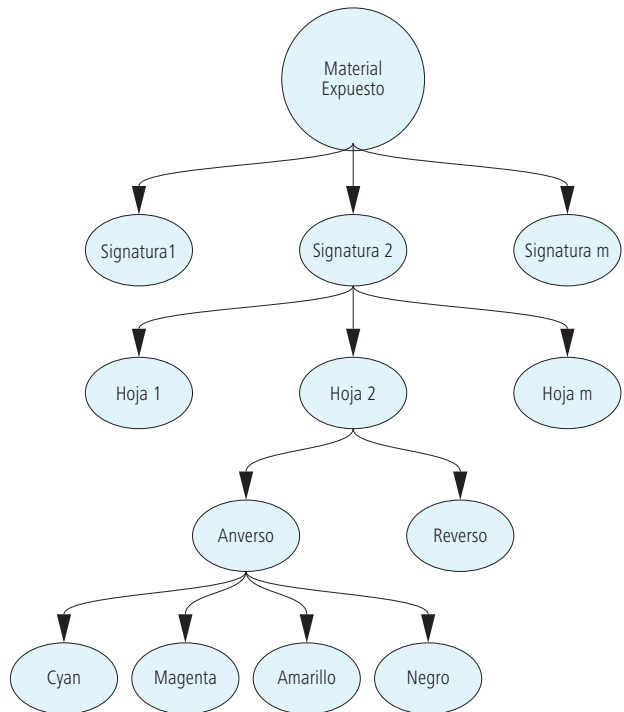 Material
Expuesto
Signatura1
Signatura 2
Signatura m
Hoja 1
Hoja 2
Hoja m
Anverso
Reverso
Cyan
Magenta
Amarillo
Negro